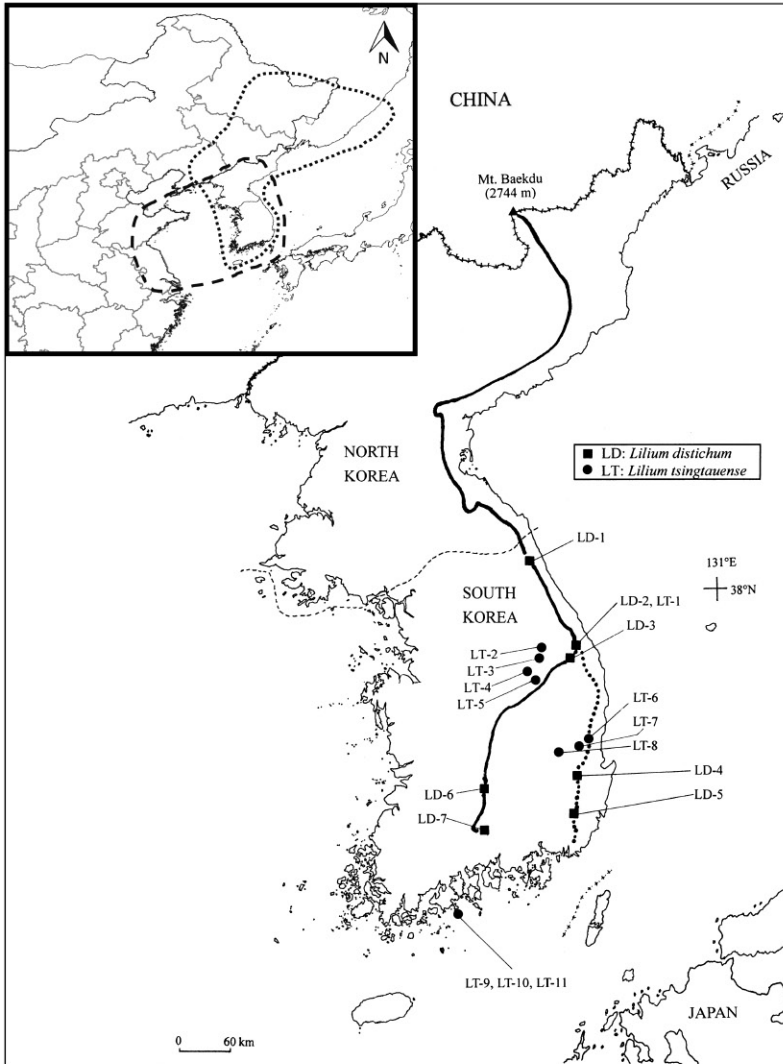 N
CHINA
RUSSIA
Mt. Baekdu
(2744 m)
NORTH
KOREA
■ LD: Lilium distichum
● LT: Lilium tsingtauense
LD-1
131°E
38°N
SOUTH
KOREA
LD-2, LT-1
LD-3
LT-2
LT-3
LT-4
LT-5
LT-6
LT-7
LT-8
LD-4
LD-5
LD-6
LD-7
LT-9, LT-10, LT-11
JAPAN
0 60 km